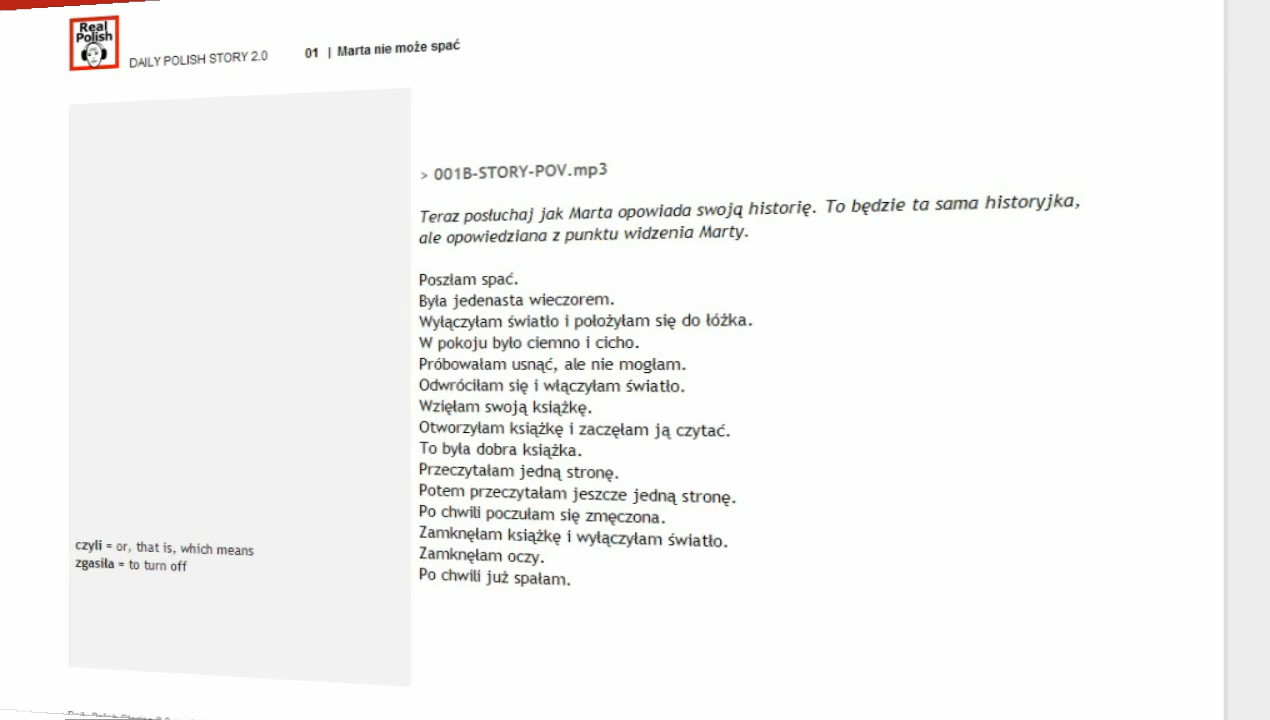 Real
Polish
DAILY POLISH STORY 2.0
01 | Marta nie może spać
> 001B-STORY-POV.mp3
Teraz posłuchaj jak Marta opowiada swoją historię. To będzie ta sama historyjka,
ale opowiedziana z punktu widzenia Marty.
Poszłam spać.
Była jedenasta wieczorem.
Wyłączyłam światło i położyłam się do łóżka.
W pokoju było ciemno i cicho.
Próbowałam usnąć, ale nie mogłam.
Odwróciłam się i włączyłam światło.
Wzięłam swoją książkę.
Otworzyłam książkę i zaczęłam ją czytać.
To była dobra książka.
Przeczytałam jedną stronę.
Potem przeczytałam jeszcze jedną stronę.
Po chwili poczułam się zmęczona.
Zamknęłam książkę i wyłączyłam światło.
Zamknęłam oczy.
Po chwili już spałam.
czyli = or, that is, which means
zgasiła = to turn off